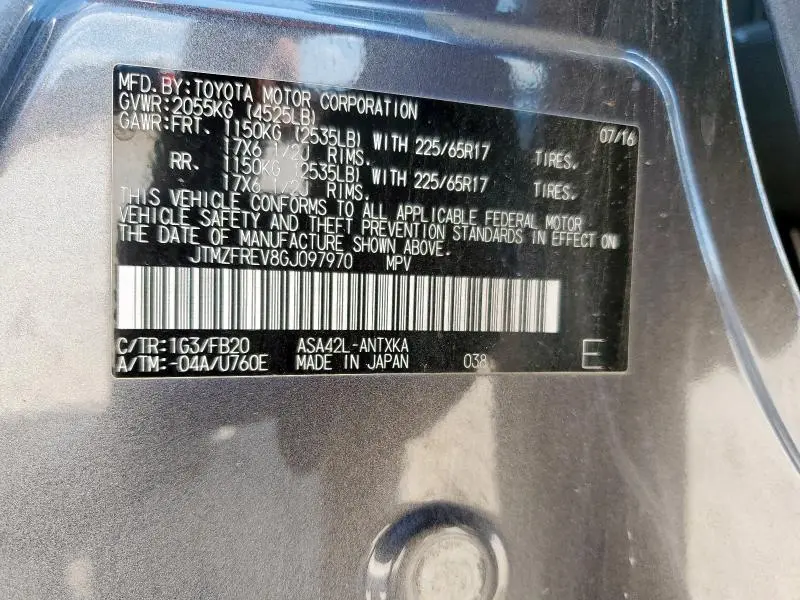 MFD.BY:TOYOTA MOTOR CORPORATION
GVWR:2055KG (4525LB) 07/16
GAWR:FRT. 1150KG (2535LB) WITH 225/65R17 TIRES.
17X6 1/2J RIMS.
RR. 1150KG (2535LB) WITH 225/65R17 TIRES.
17X6 1/2J RIMS.
THIS VEHICLE CONFORMS TO ALL APPLICABLE FEDERAL MOTOR
VEHICLE SAFETY AND THEFT PREVENTION STANDARDS IN EFFECT ON
THE DATE OF MANUFACTURE SHOWN ABOVE.
JTMZFREV8GJ097970 MPV
C/TR:1G3/FB20 ASA42L-ANTXKA
A/TM:-04A/U760E MADE IN JAPAN 038 E